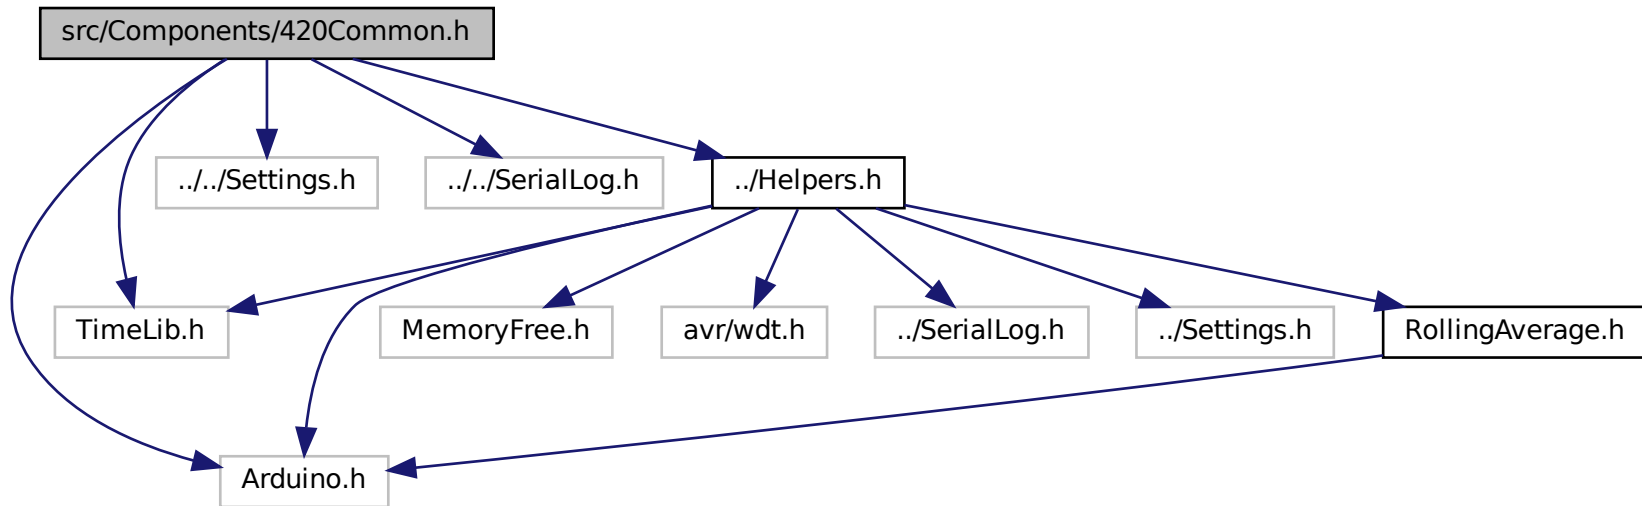 src/Components/420Common.h
../../Settings.h
../../SerialLog.h
../Helpers.h
TimeLib.h
MemoryFree.h
avr/wdt.h
../SerialLog.h
../Settings.h
RollingAverage.h
Arduino.h